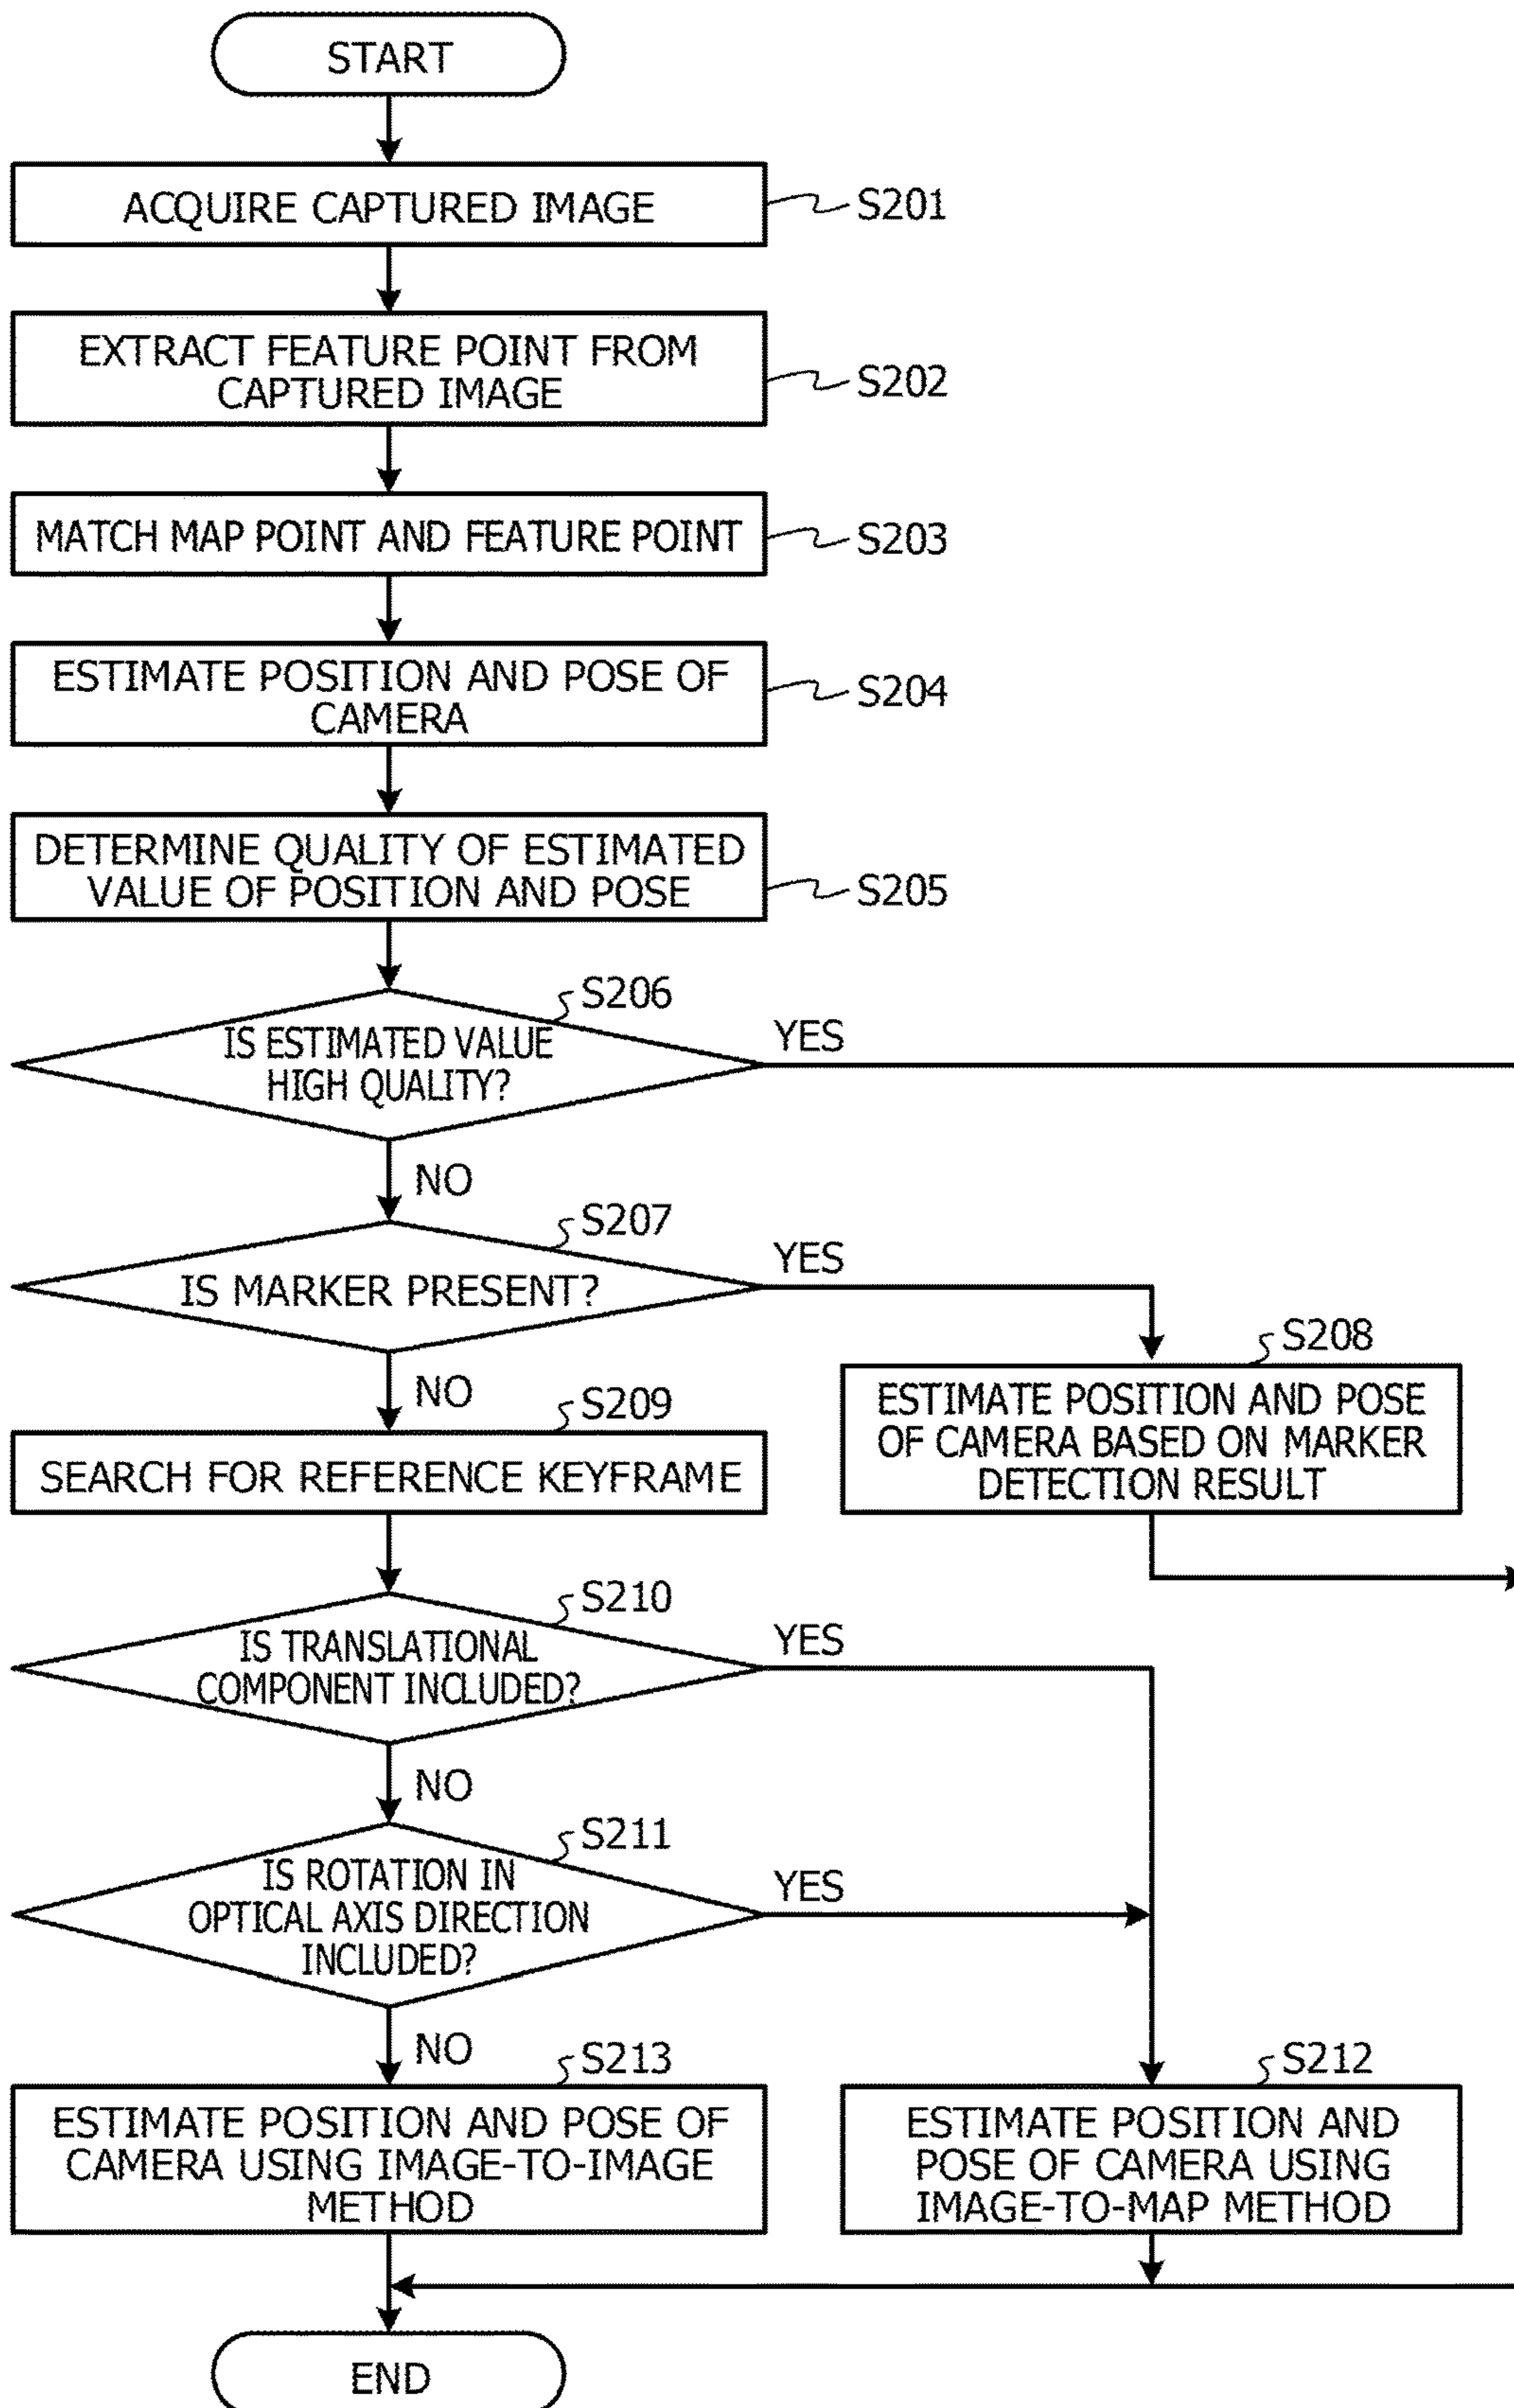 START
ACQUIRE CAPTURED IMAGE
S201
EXTRACT FEATURE POINT FROM
CAPTURED IMAGE
S202
MATCH MAP POINT AND FEATURE POINT
S203
ESTIMATE POSITION AND POSE OF
CAMERA
S204
DETERMINE QUALITY OF ESTIMATED
VALUE OF POSITION AND POSE
S205
S206
IS ESTIMATED VALUE
HIGH QUALITY?
YES
NO
S207
IS MARKER PRESENT?
YES
NO
S208
ESTIMATE POSITION AND POSE
OF CAMERA BASED ON MARKER
DETECTION RESULT
S209
SEARCH FOR REFERENCE KEYFRAME
S210
IS TRANSLATIONAL
COMPONENT INCLUDED?
YES
NO
S211
IS ROTATION IN
OPTICAL AXIS DIRECTION
INCLUDED?
YES
NO
S213
ESTIMATE POSITION AND POSE OF
CAMERA USING IMAGE-TO-IMAGE
METHOD
S212
ESTIMATE POSITION AND
POSE OF CAMERA USING
IMAGE-TO-MAP METHOD
END